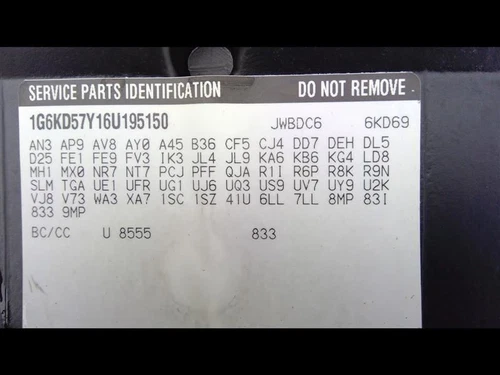 SERVICE PARTS IDENTIFICATION DO NOT REMOVE
1G6KD57Y16U195150 JWBDC6 6KD69
AN3 AP9 AV8 AY0 A45 B36 CF5 CJ4 DD7 DEH DL5
D25 FE1 FE9 FV3 IK3 JL4 JL9 KA6 KB6 KG4 LD8
MH1 MX0 NR7 NT7 PCJ PFF QJA R1I R6P R8K R9N
SLM TGA UE1 UFR UG1 UJ6 UQ3 US9 UV7 UY9 U2K
VJ8 V73 WA3 XA7 1SC 1SZ 41U 6LL 7LL 8MP 83I
833 9MP
BC/CC U 8555 833